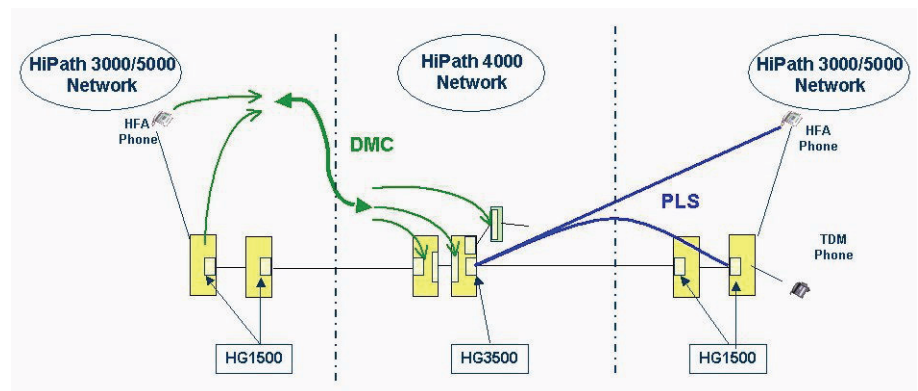 HiPath 3000/5000
Network
HiPath 4000
Network
HiPath 3000/5000
Network
HFA
Phone
DMC
HFA
Phone
PLS
TDM
Phone
HG1500
HG3500
HG1500